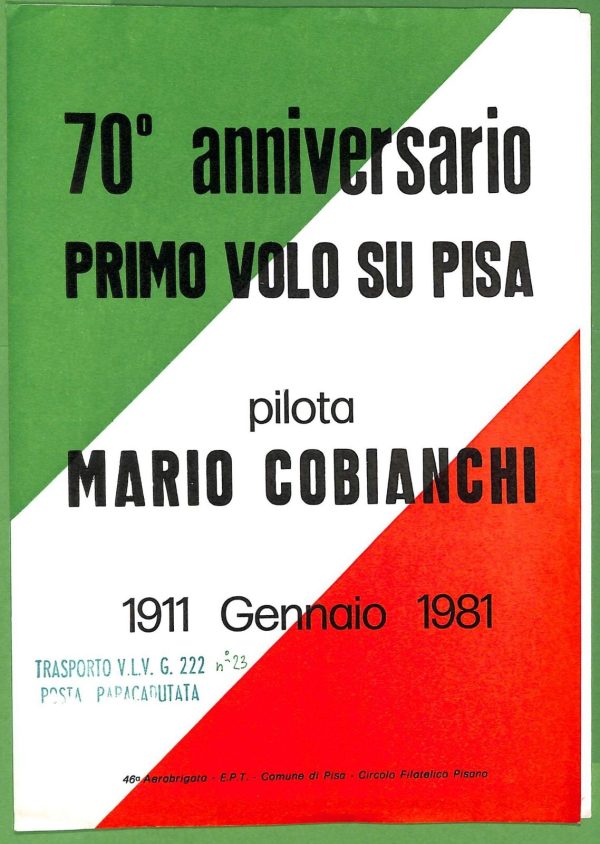 70° anniversario
PRIMO VOLO SU PISA
pilota
MARIO COBIANCHI
1911 Gennaio 1981
TRASPORTO V.L.V. G. 222 n° 23
POSTA PARACADUTATA
46ª Aerobrigata - E.P.T. - Comune di Pisa - Circolo Filatelico Pisano